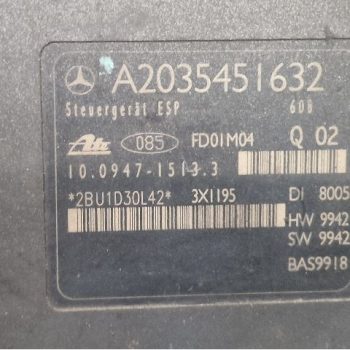 A2035451632
Steuergerät ESP 608
Ate 085 FD01M04 Q 02
10.0947-1513.3
*2BU1D30L42* 3X1195 DI 8005
HW 9942
SW 9942
BAS9918